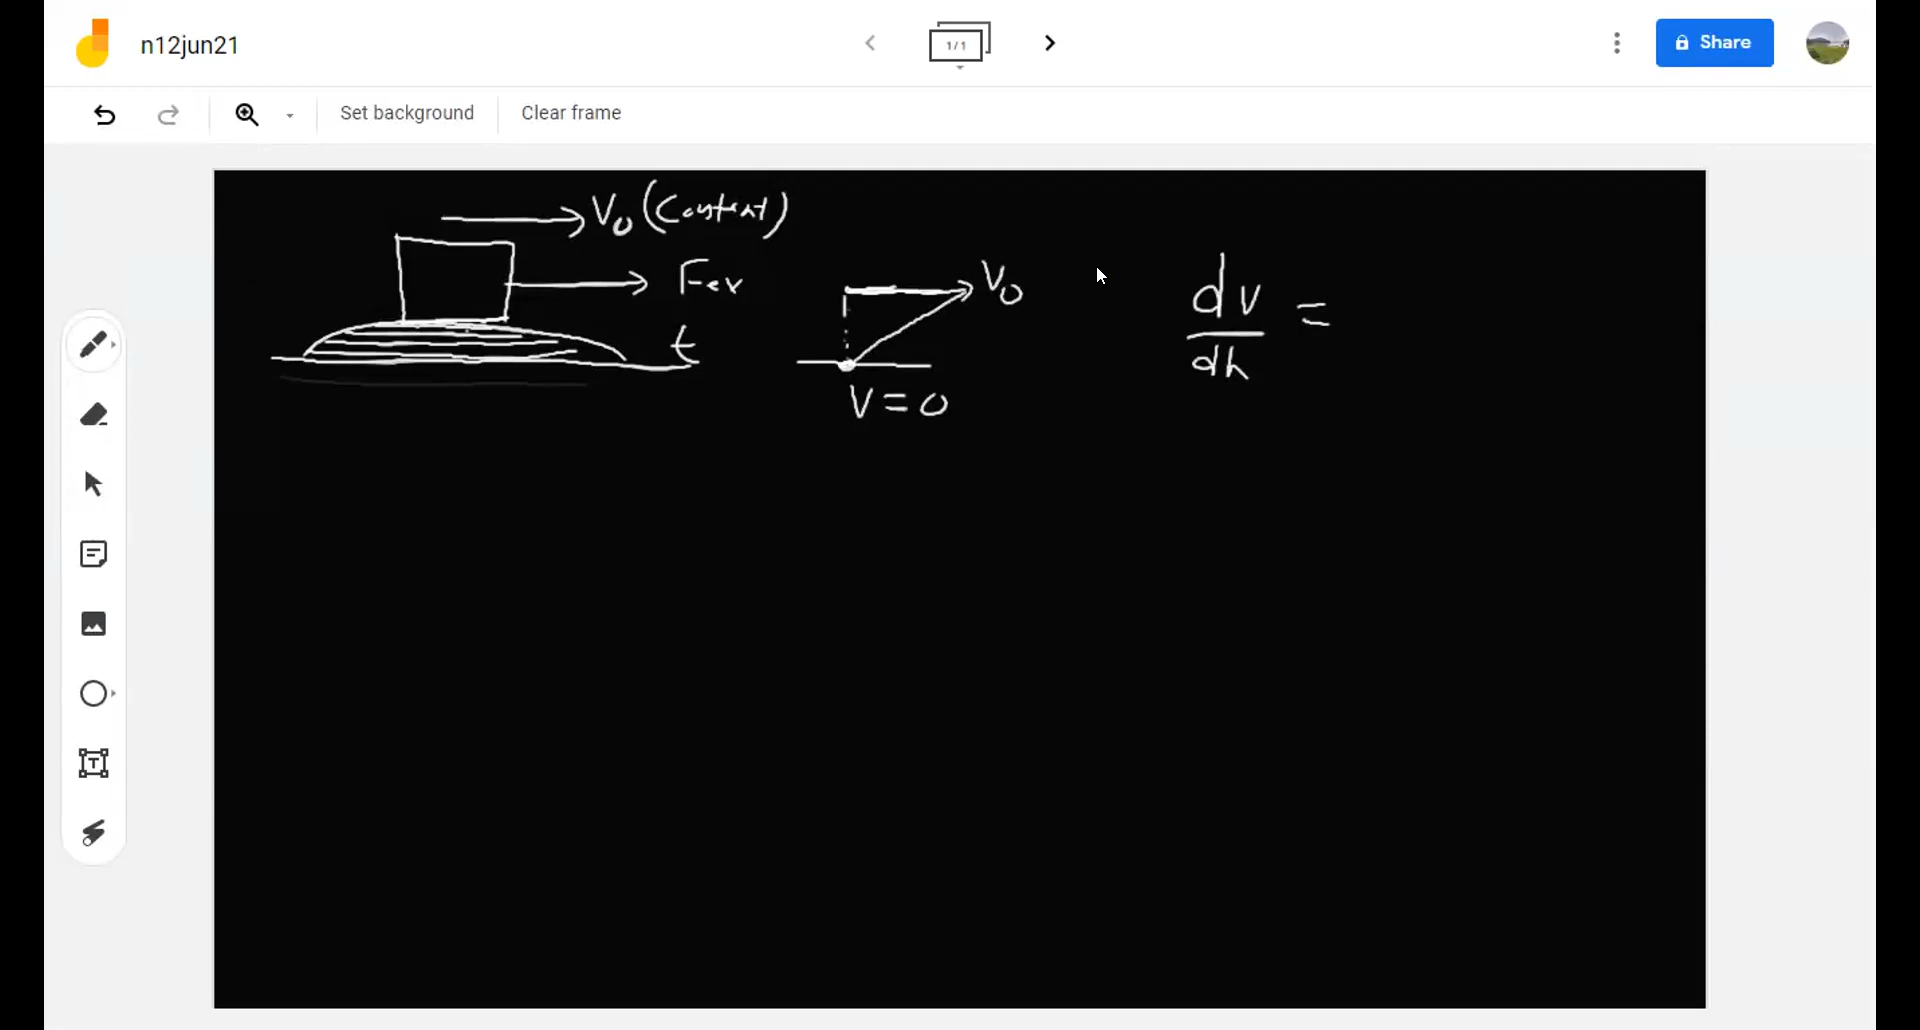 n12jun21
1/1
Share
Set background
Clear frame
V₀ (Constant)
Fex
t
V₀
V = 0
dv/dh =